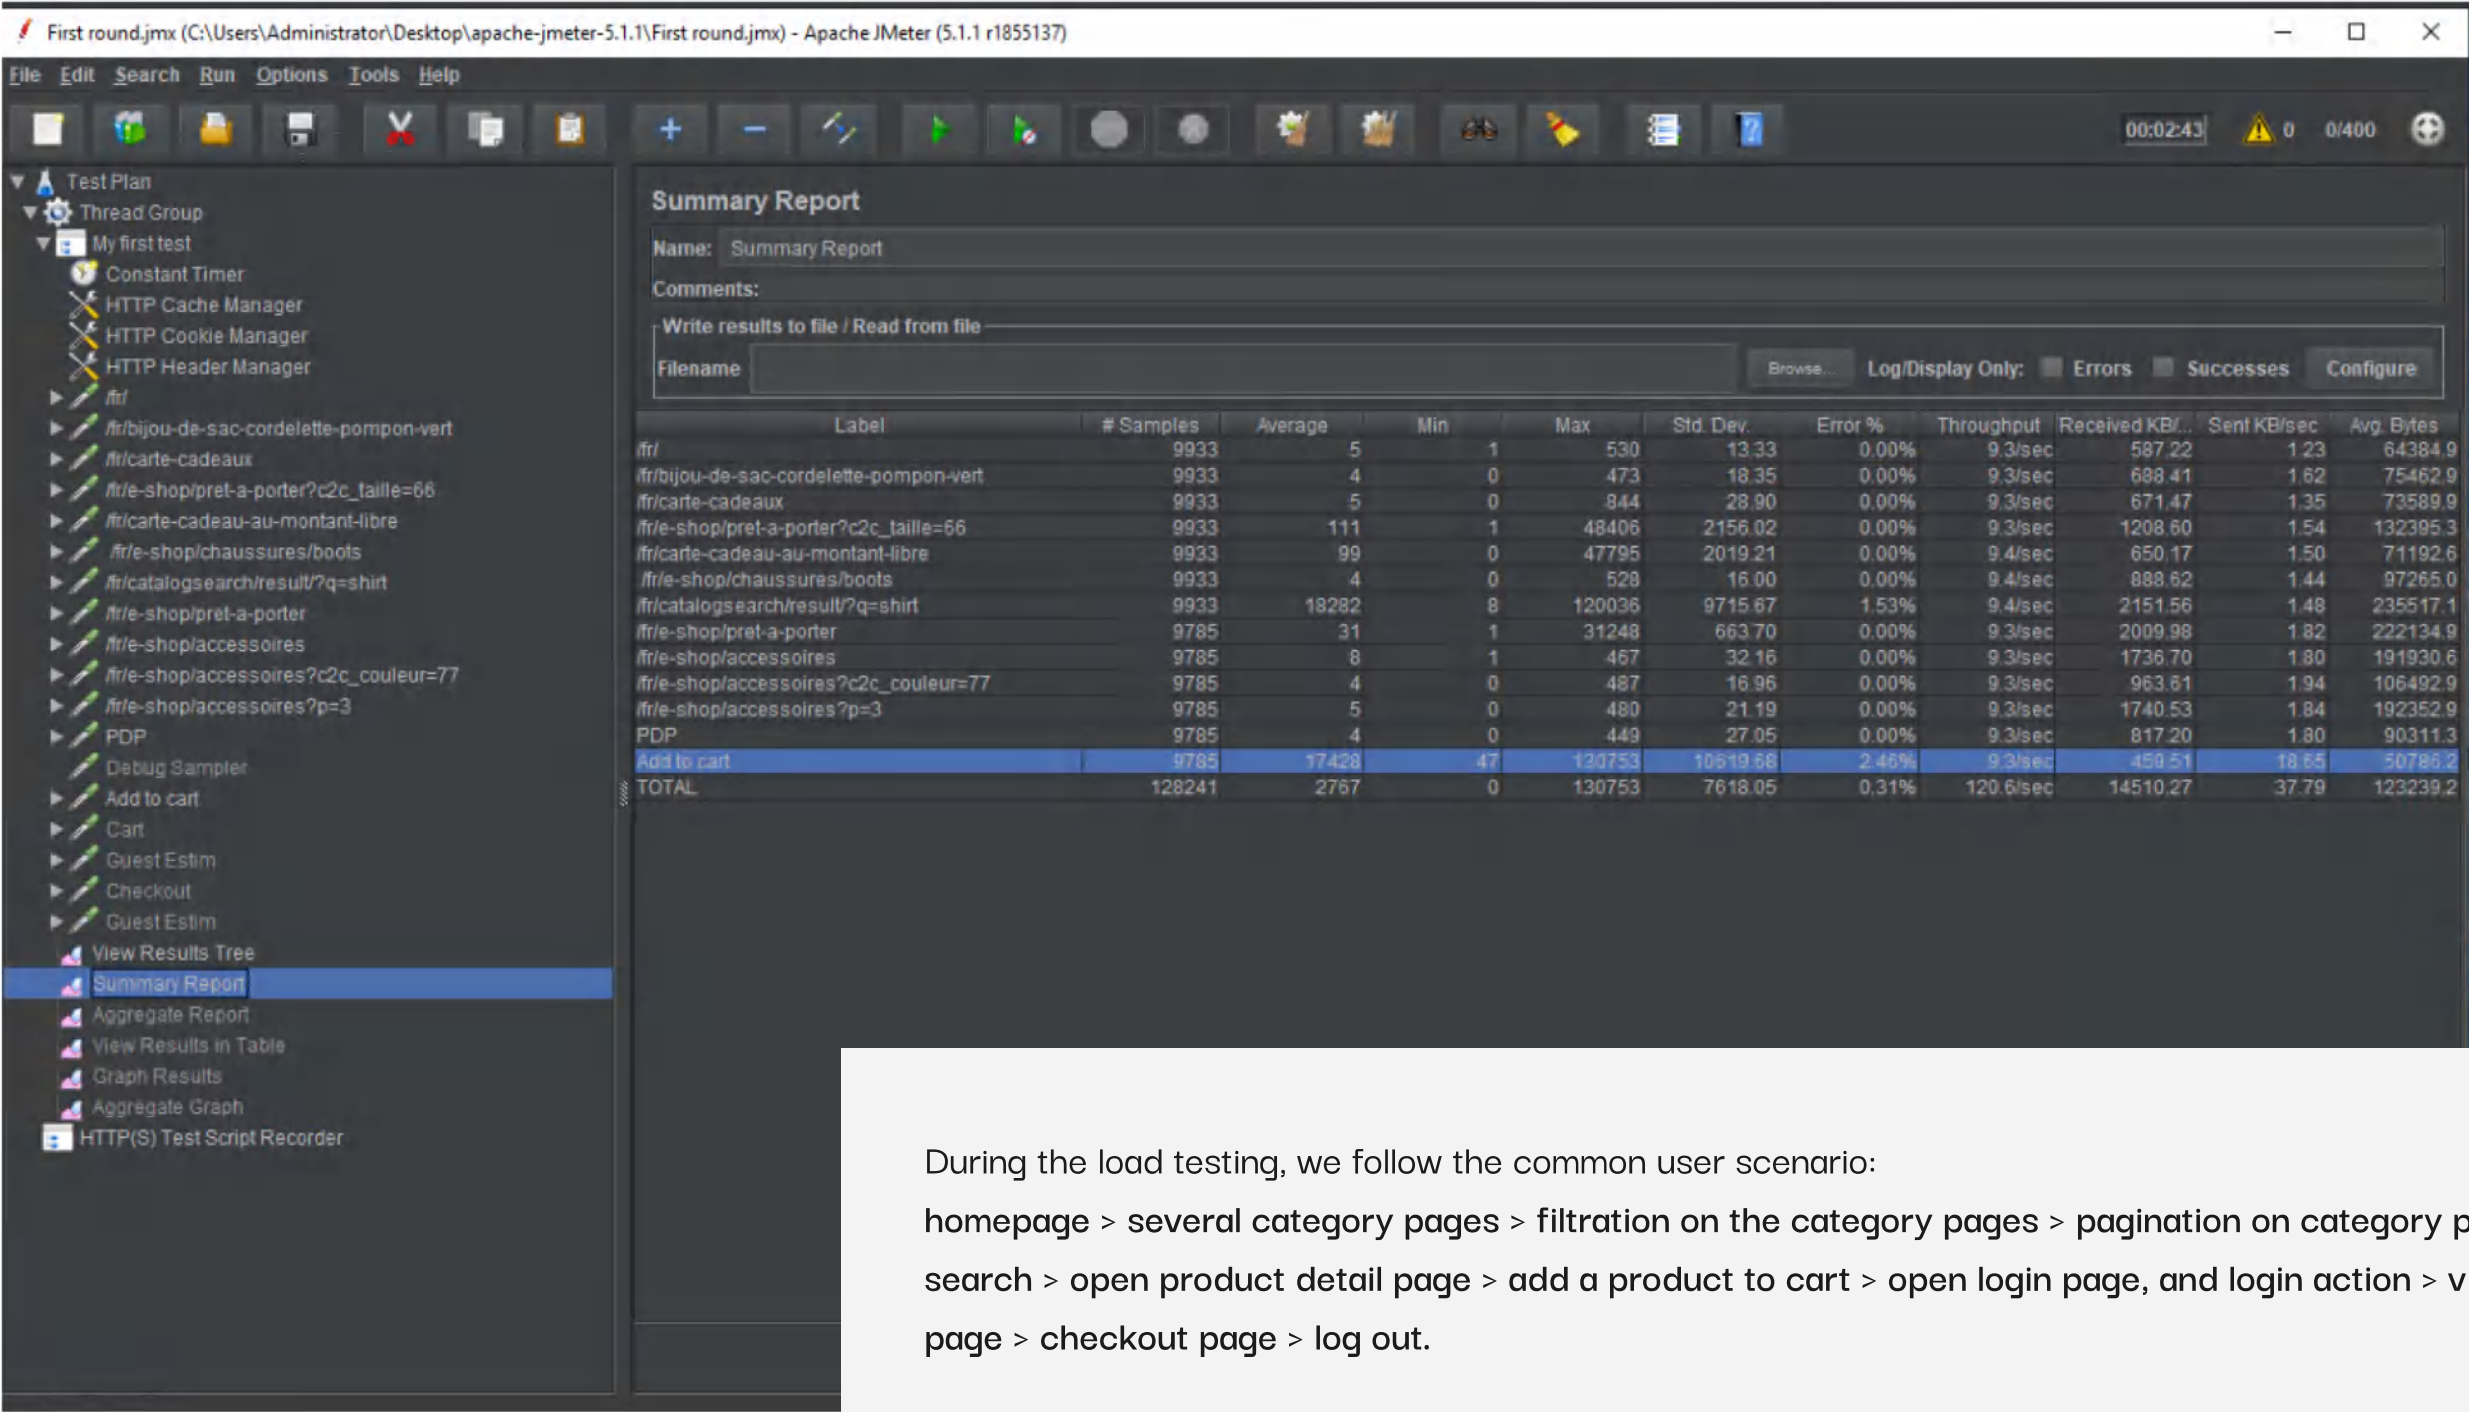 First round.jmx (C:\Users\Administrator\Desktop\apache-jmeter-5.1.1\First round.jmx) - Apache JMeter (5.1.1 r1855137)
File Edit Search Run Options Tools Help
00:02:43 0 0/400
Test Plan
Thread Group
My first test
Constant Timer
HTTP Cache Manager
HTTP Cookie Manager
HTTP Header Manager
/fr/
/fr/bijou-de-sac-cordelette-pompon-vert
/fr/carte-cadeaux
/fr/e-shop/pret-a-porter?c2c_taille=66
/fr/carte-cadeau-au-montant-libre
/fr/e-shop/chaussures/boots
/fr/catalogsearch/result/?q=shirt
/fr/e-shop/pret-a-porter
/fr/e-shop/accessoires
/fr/e-shop/accessoires?c2c_couleur=77
/fr/e-shop/accessoires?p=3
PDP
Debug Sampler
Add to cart
Cart
Guest Estim
Checkout
Guest Estim
View Results Tree
Summary Report
Aggregate Report
View Results in Table
Graph Results
Aggregate Graph
HTTP(S) Test Script Recorder
Summary Report
Name: Summary Report
Comments:
Write results to file / Read from file
Filename Browse... Log/Display Only: Errors Successes Configure
Label # Samples Average Min Max Std. Dev. Error % Throughput Received KB/... Sent KB/sec Avg. Bytes
/fr/ 9933 5 1 530 13.33 0.00% 9.3/sec 587.22 1.23 64384.9
/fr/bijou-de-sac-cordelette-pompon-vert 9933 4 0 473 18.35 0.00% 9.3/sec 688.41 1.62 75462.9
/fr/carte-cadeaux 9933 5 0 844 28.90 0.00% 9.3/sec 671.47 1.35 73589.9
/fr/e-shop/pret-a-porter?c2c_taille=66 9933 111 1 48406 2156.02 0.00% 9.3/sec 1208.60 1.54 132395.3
/fr/carte-cadeau-au-montant-libre 9933 99 0 47795 2019.21 0.00% 9.4/sec 650.17 1.50 71192.6
/fr/e-shop/chaussures/boots 9933 4 0 528 16.00 0.00% 9.4/sec 888.62 1.44 97265.0
/fr/catalogsearch/result/?q=shirt 9933 18282 8 120036 9715.67 1.53% 9.4/sec 2151.56 1.48 235517.1
/fr/e-shop/pret-a-porter 9785 31 1 31248 663.70 0.00% 9.3/sec 2009.98 1.82 222134.9
/fr/e-shop/accessoires 9785 8 1 467 32.16 0.00% 9.3/sec 1736.70 1.80 191930.6
/fr/e-shop/accessoires?c2c_couleur=77 9785 4 0 487 16.96 0.00% 9.3/sec 963.61 1.94 106492.9
/fr/e-shop/accessoires?p=3 9785 5 0 480 21.19 0.00% 9.3/sec 1740.53 1.84 192352.9
PDP 9785 4 0 449 27.05 0.00% 9.3/sec 817.20 1.80 90311.3
Add to cart 9785 17428 47 130753 10619.68 2.46% 9.3/sec 459.51 18.65 50786.2
TOTAL 128241 2767 0 130753 7618.05 0.31% 120.6/sec 14510.27 37.79 123239.2
During the load testing, we follow the common user scenario:
homepage > several category pages > filtration on the category pages > pagination on category p
search > open product detail page > add a product to cart > open login page, and login action > v
page > checkout page > log out.